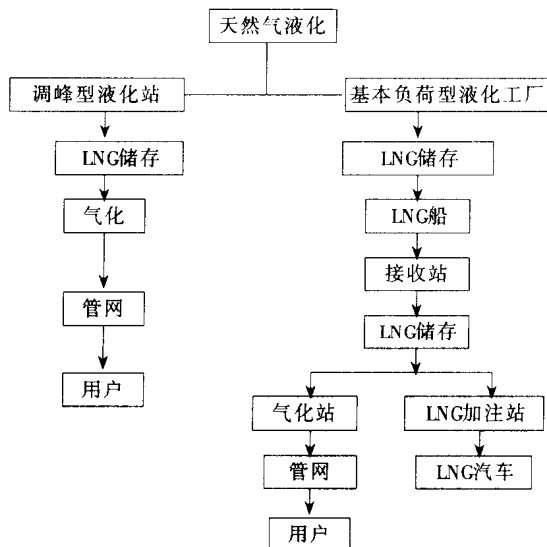 天然气液化
调峰型液化站
基本负荷型液化工厂
LNG储存
LNG储存
气化
LNG船
接收站
管网
LNG储存
用户
气化站
LNG加注站
管网
LNG汽车
用户